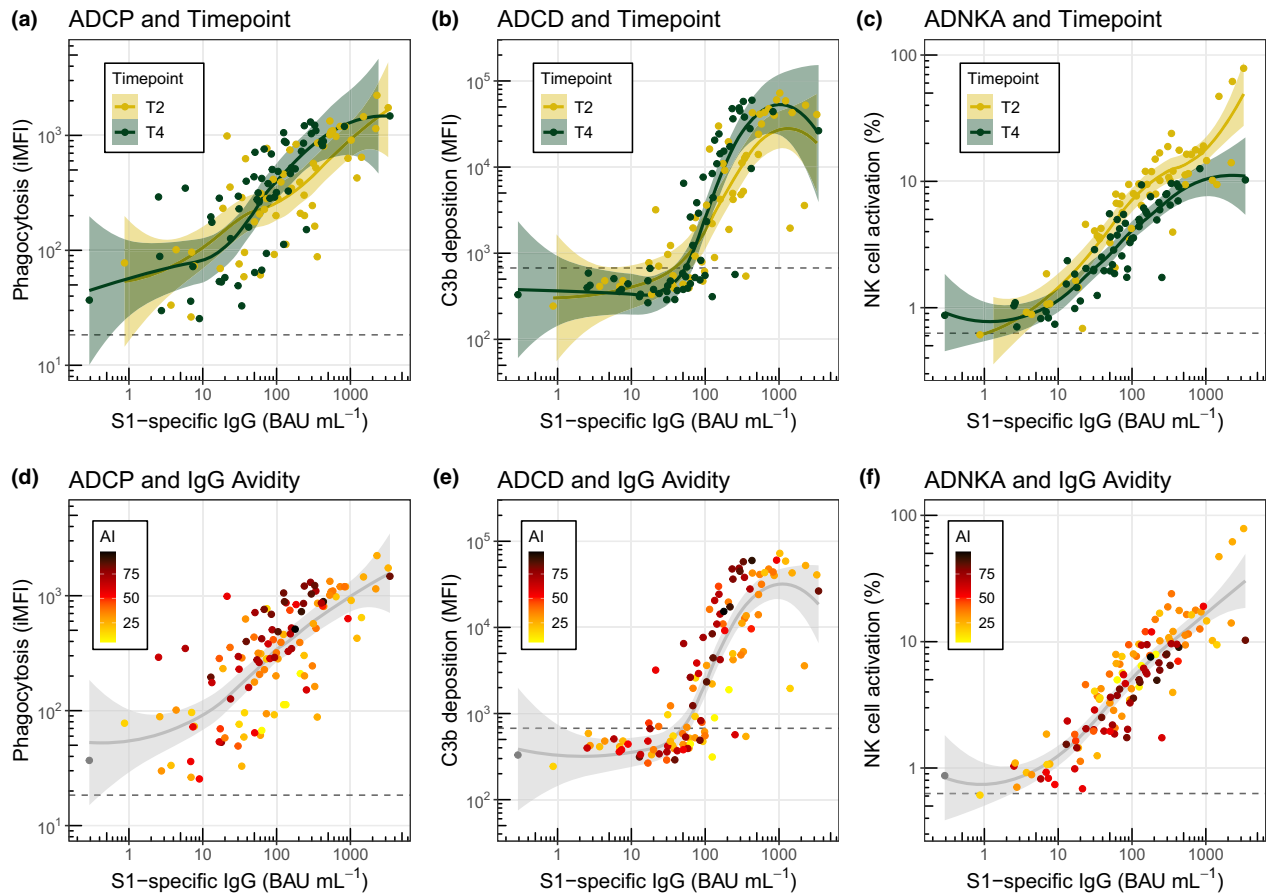 (a) ADCP and Timepoint
Phagocytosis (iMFI)
10³
10²
10¹
Timepoint
T2
T4
1 10 100 1000
S1−specific IgG (BAU mL⁻¹)
(b) ADCD and Timepoint
C3b deposition (MFI)
10⁵
10⁴
10³
10²
Timepoint
T2
T4
1 10 100 1000
S1−specific IgG (BAU mL⁻¹)
(c) ADNKA and Timepoint
NK cell activation (%)
100
10
1
Timepoint
T2
T4
1 10 100 1000
S1−specific IgG (BAU mL⁻¹)
(d) ADCP and IgG Avidity
Phagocytosis (iMFI)
10³
10²
10¹
AI
75
50
25
1 10 100 1000
S1−specific IgG (BAU mL⁻¹)
(e) ADCD and IgG Avidity
C3b deposition (MFI)
10⁵
10⁴
10³
10²
AI
75
50
25
1 10 100 1000
S1−specific IgG (BAU mL⁻¹)
(f) ADNKA and IgG Avidity
NK cell activation (%)
100
10
1
AI
75
50
25
1 10 100 1000
S1−specific IgG (BAU mL⁻¹)